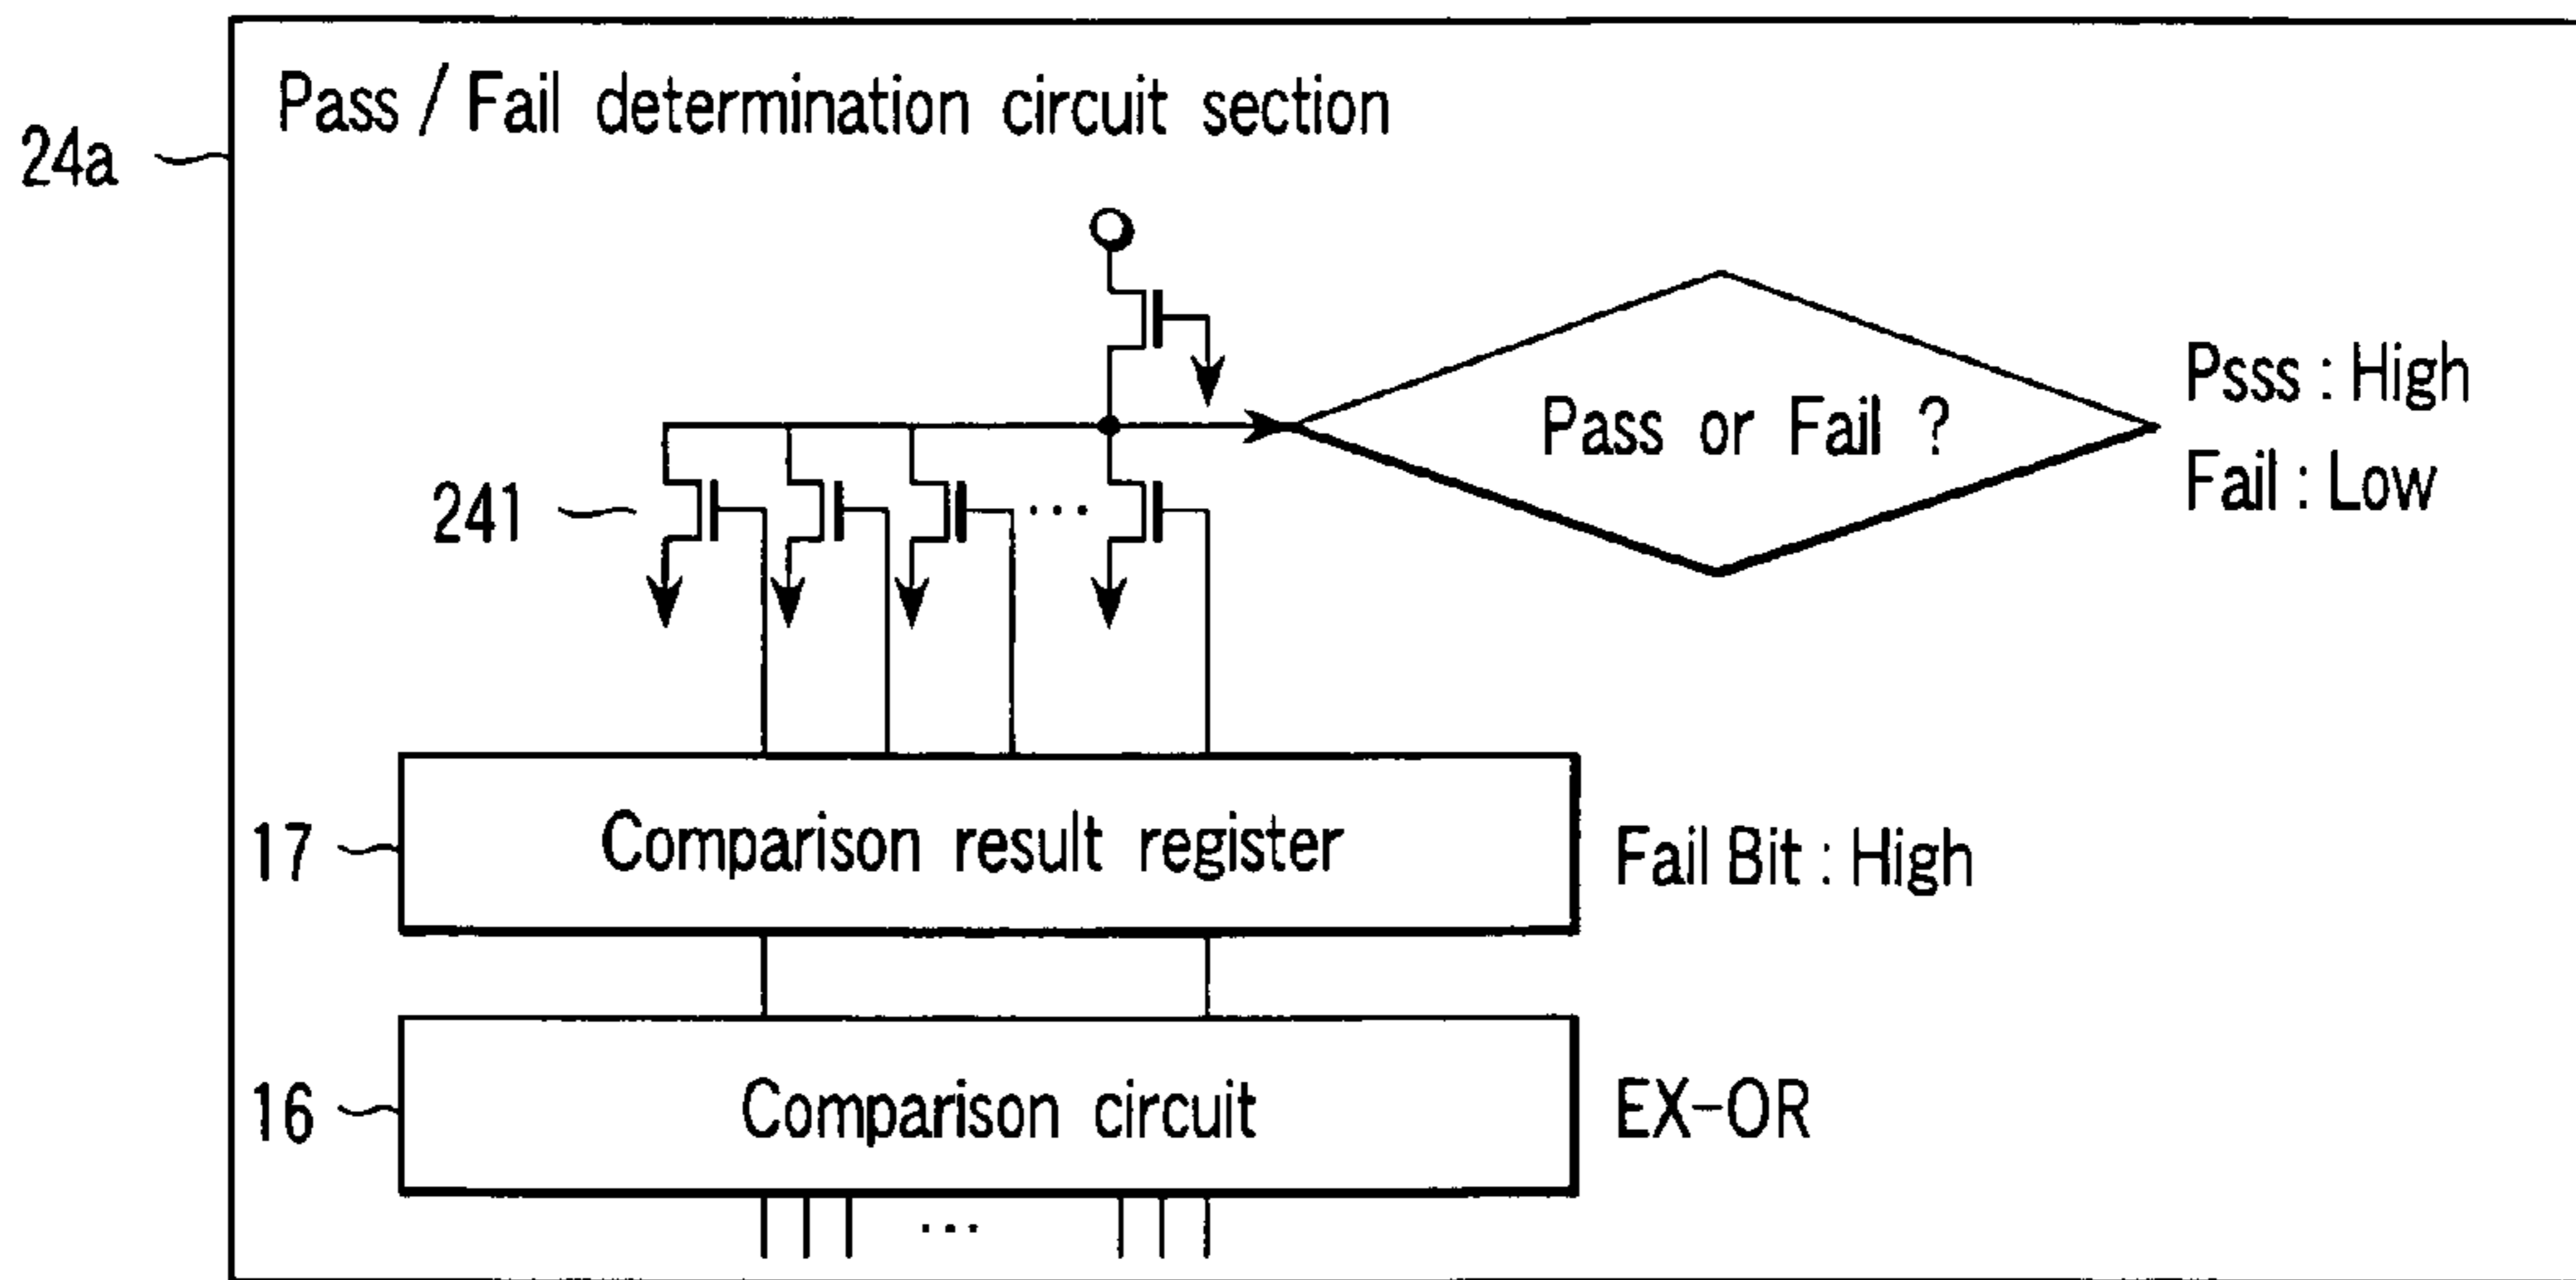 Pass / Fail determination circuit section
24a
Pass or Fail ?
Psss : High
Fail : Low
241
...
17
Comparison result register
Fail Bit : High
16
Comparison circuit
EX-OR
...